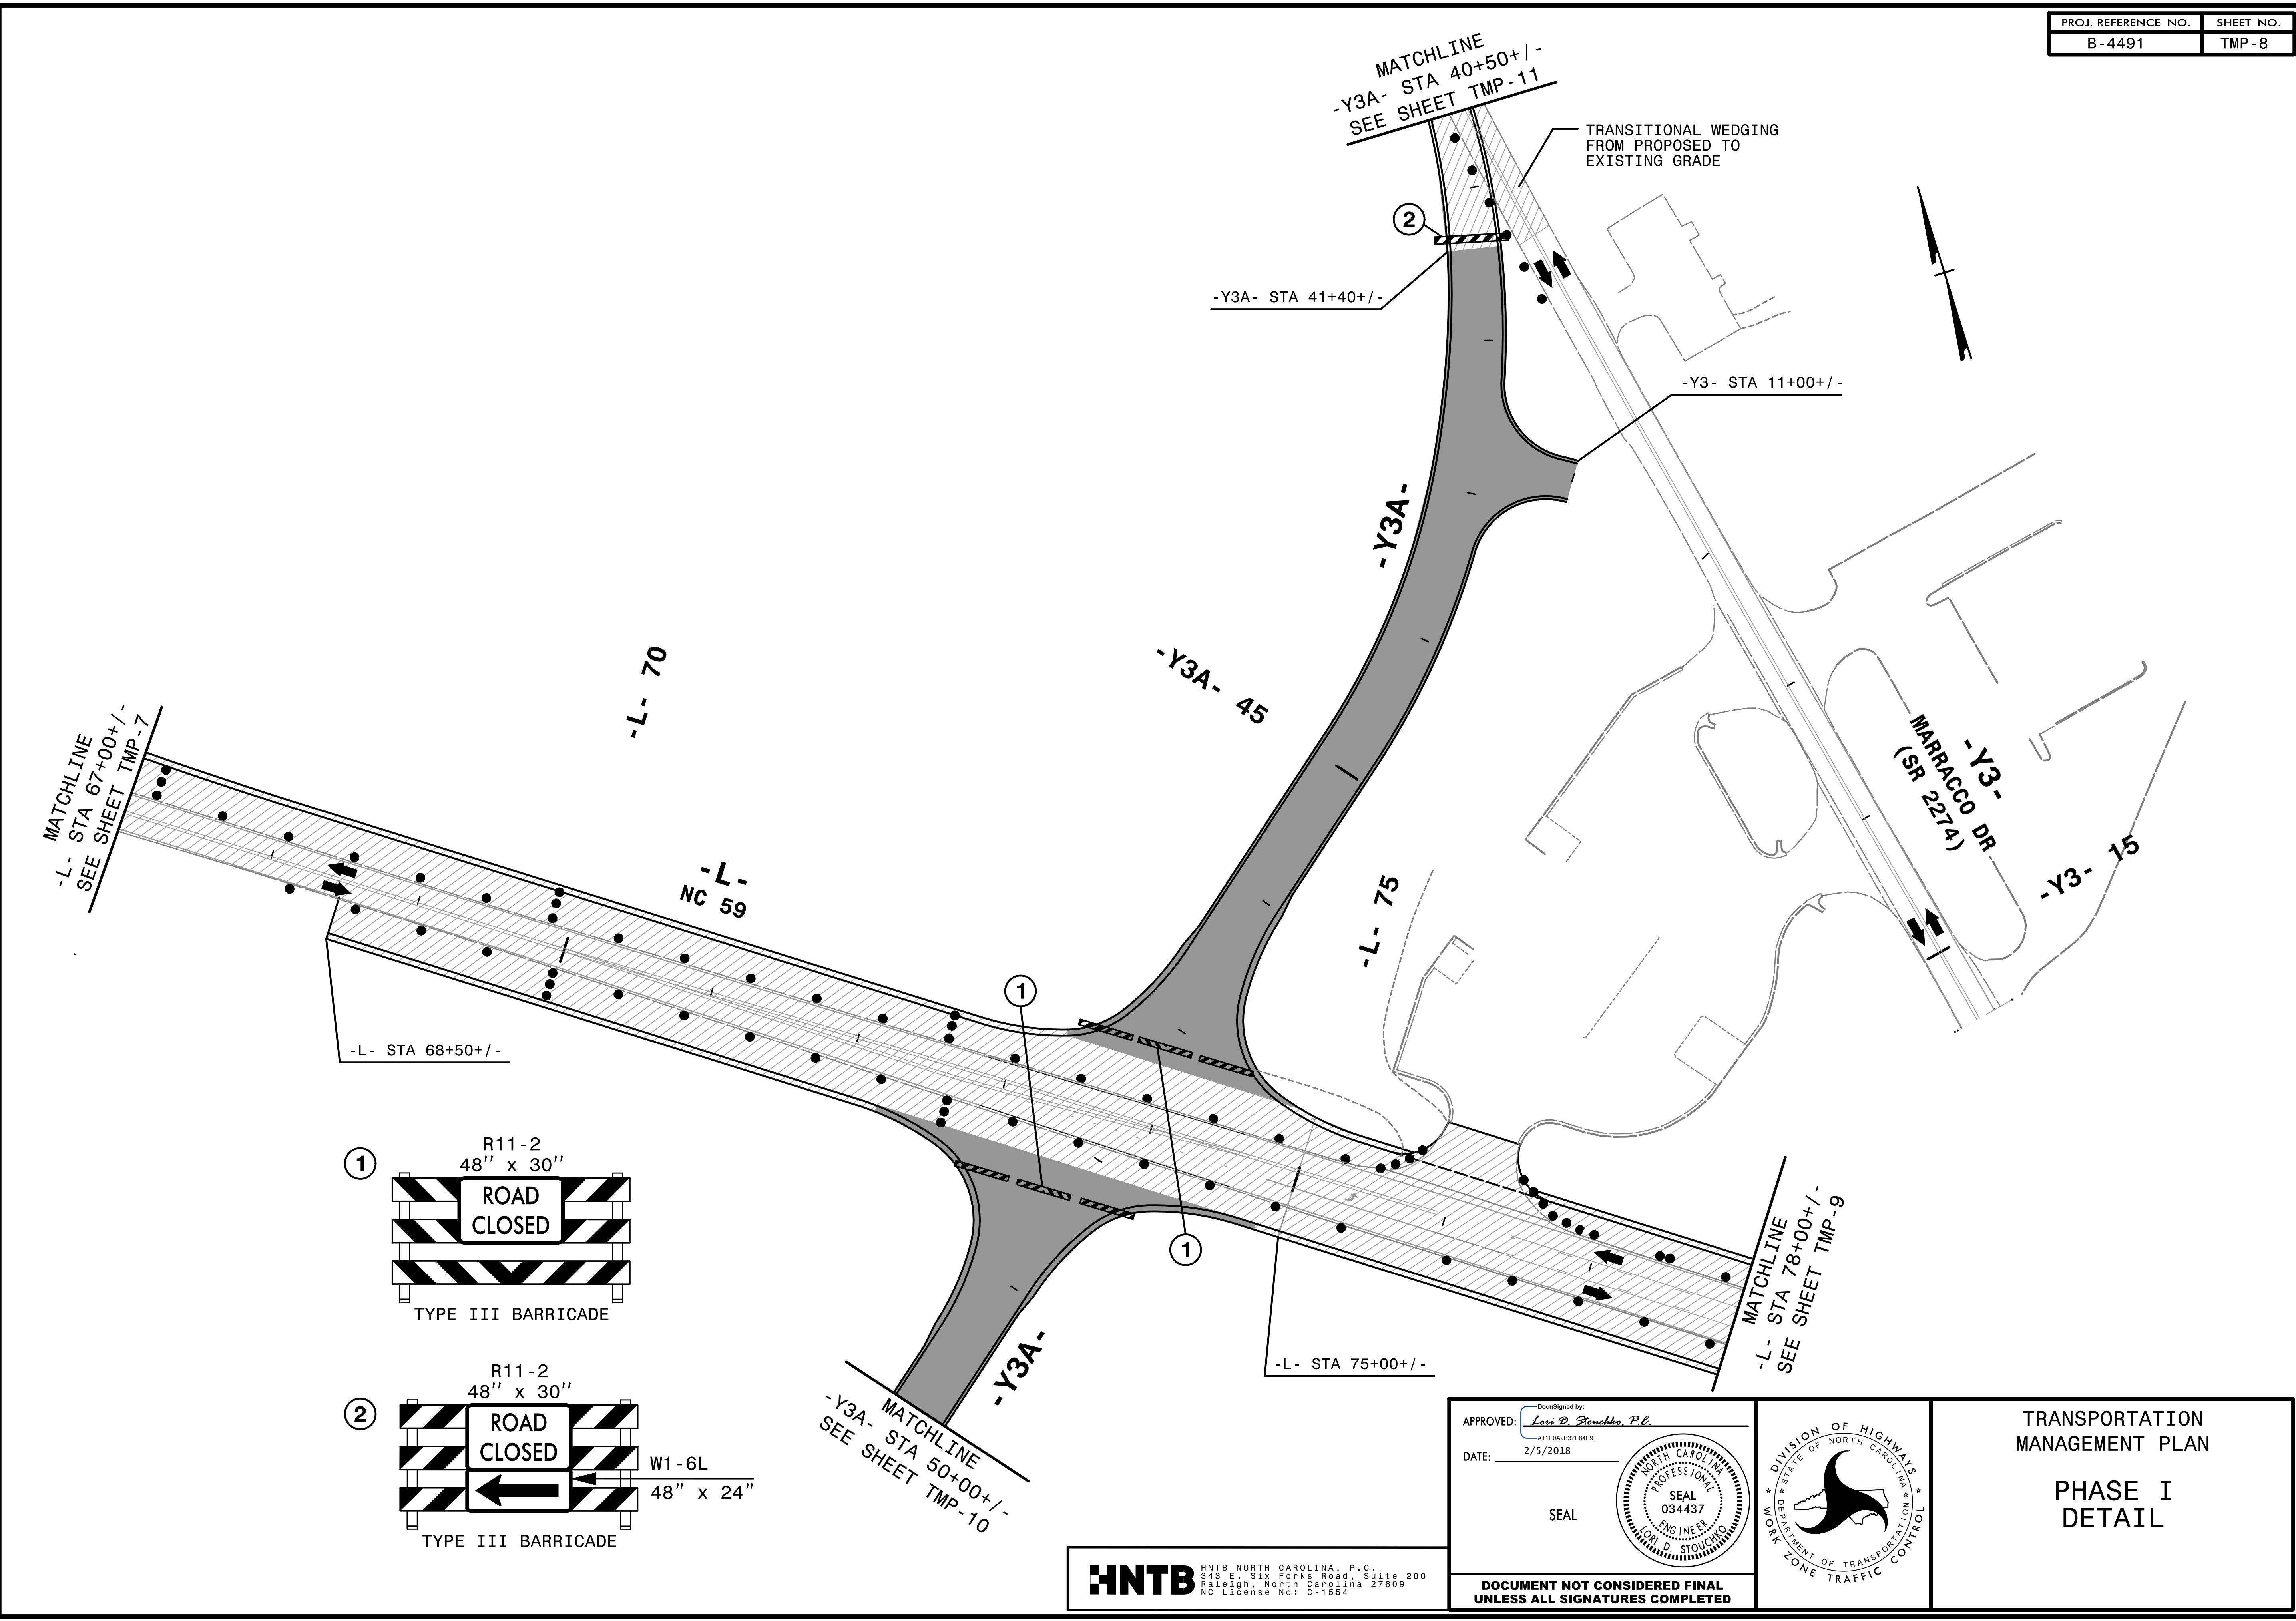 PROJ. REFERENCE NO.
SHEET NO.
B-4491
TMP-8
MATCHLINE
-Y3A- STA 40+50+/-
SEE SHEET TMP-11
TRANSITIONAL WEDGING
FROM PROPOSED TO
EXISTING GRADE
2
-Y3A- STA 41+40+/-
-Y3- STA 11+00+/-
-Y3A-
-Y3A- 45
-L- 70
MATCHLINE
-L- STA 67+00+/-
SEE SHEET TMP-7
-L-
NC 59
-L- 75
-Y3-
MARRACCO DR
(SR 2274)
-Y3- 15
1
-L- STA 68+50+/-
1
MATCHLINE
-L- STA 78+00+/-
SEE SHEET TMP-9
-L- STA 75+00+/-
-Y3A-
MATCHLINE
-Y3A- STA 50+00+/-
SEE SHEET TMP-10
1
R11-2
48" x 30"
ROAD
CLOSED
TYPE III BARRICADE
2
R11-2
48" x 30"
ROAD
CLOSED
W1-6L
48" x 24"
TYPE III BARRICADE
HNTB
HNTB NORTH CAROLINA, P.C.
343 E. Six Forks Road, Suite 200
Raleigh, North Carolina 27609
NC License No: C-1554
DocuSigned by:
APPROVED: Lori D. Stouchko, P.E.
A11E0A9B32E84E9...
DATE: 2/5/2018
SEAL
NORTH CAROLINA
PROFESSIONAL
SEAL
034437
ENGINEER
LORI D. STOUCHKO
DOCUMENT NOT CONSIDERED FINAL
UNLESS ALL SIGNATURES COMPLETED
DIVISION OF HIGHWAYS
STATE OF NORTH CAROLINA
DEPARTMENT OF TRANSPORTATION
WORK ZONE TRAFFIC CONTROL
TRANSPORTATION
MANAGEMENT PLAN
PHASE I
DETAIL